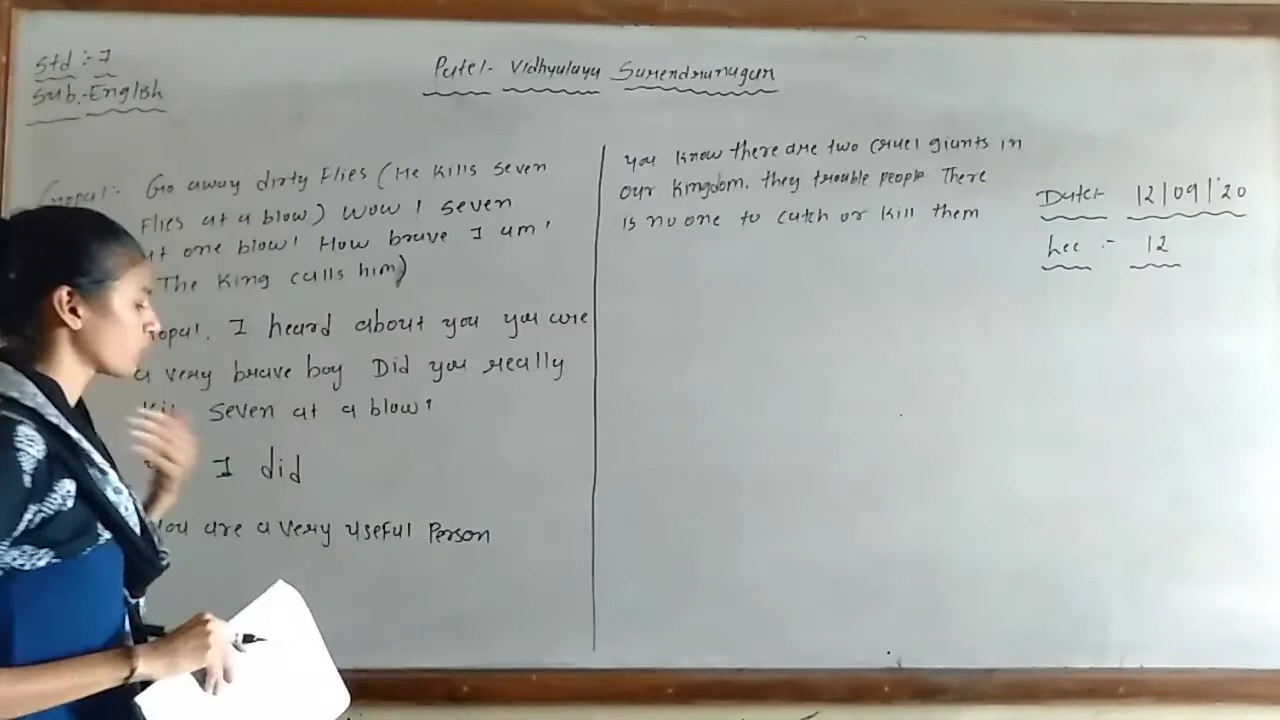 Std :- 7
Sub.- English
Patel- Vidhyalaya Surendranagar
Gopal:- Go away dirty Flies (He kills seven
Flies at a blow) Wow! seven
at one blow! How brave I am!
The King calls him)
Gopal. I heard about you you are
a very brave boy Did you really
Kill seven at a blow?
I did
You are a very useful Person
you know there are two cruel giants in
our kingdom. they trouble people There
is no one to catch or kill them
Date:- 12/09/'20
Lec :- 12